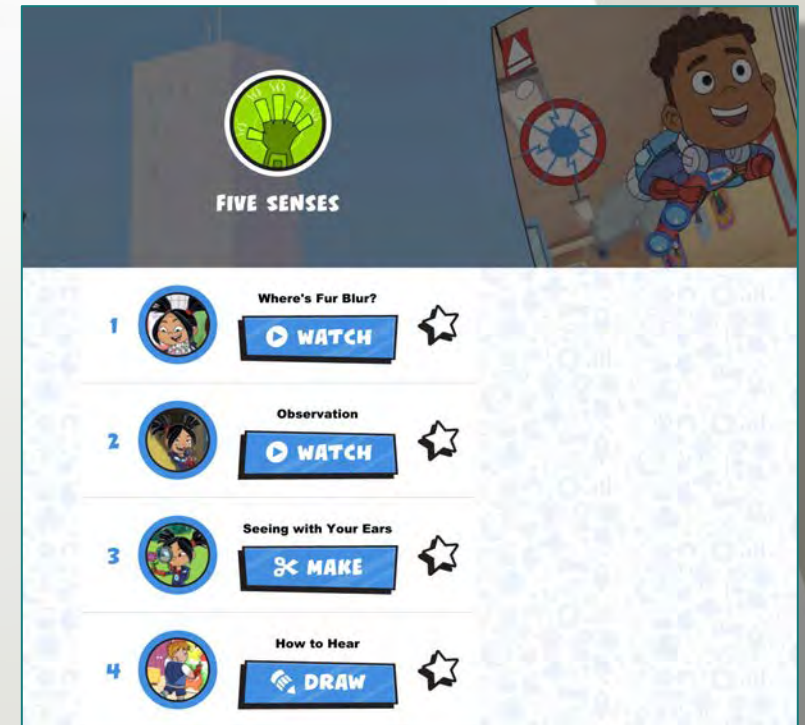 FIVE SENSES
1
Where's Fur Blur?
WATCH
2
Observation
WATCH
3
Seeing with Your Ears
MAKE
4
How to Hear
DRAW